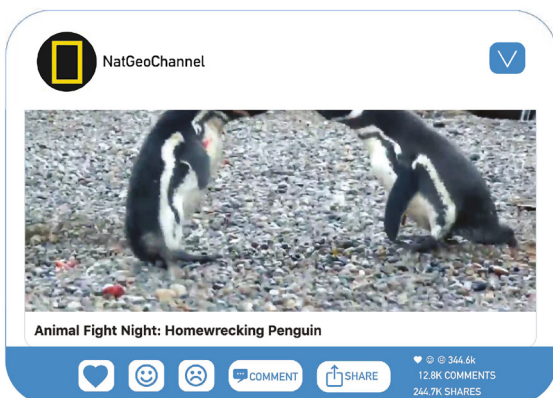 NatGeoChannel
Animal Fight Night: Homewrecking Penguin
COMMENT
SHARE
344.6k
12.8K COMMENTS
244.7K SHARES